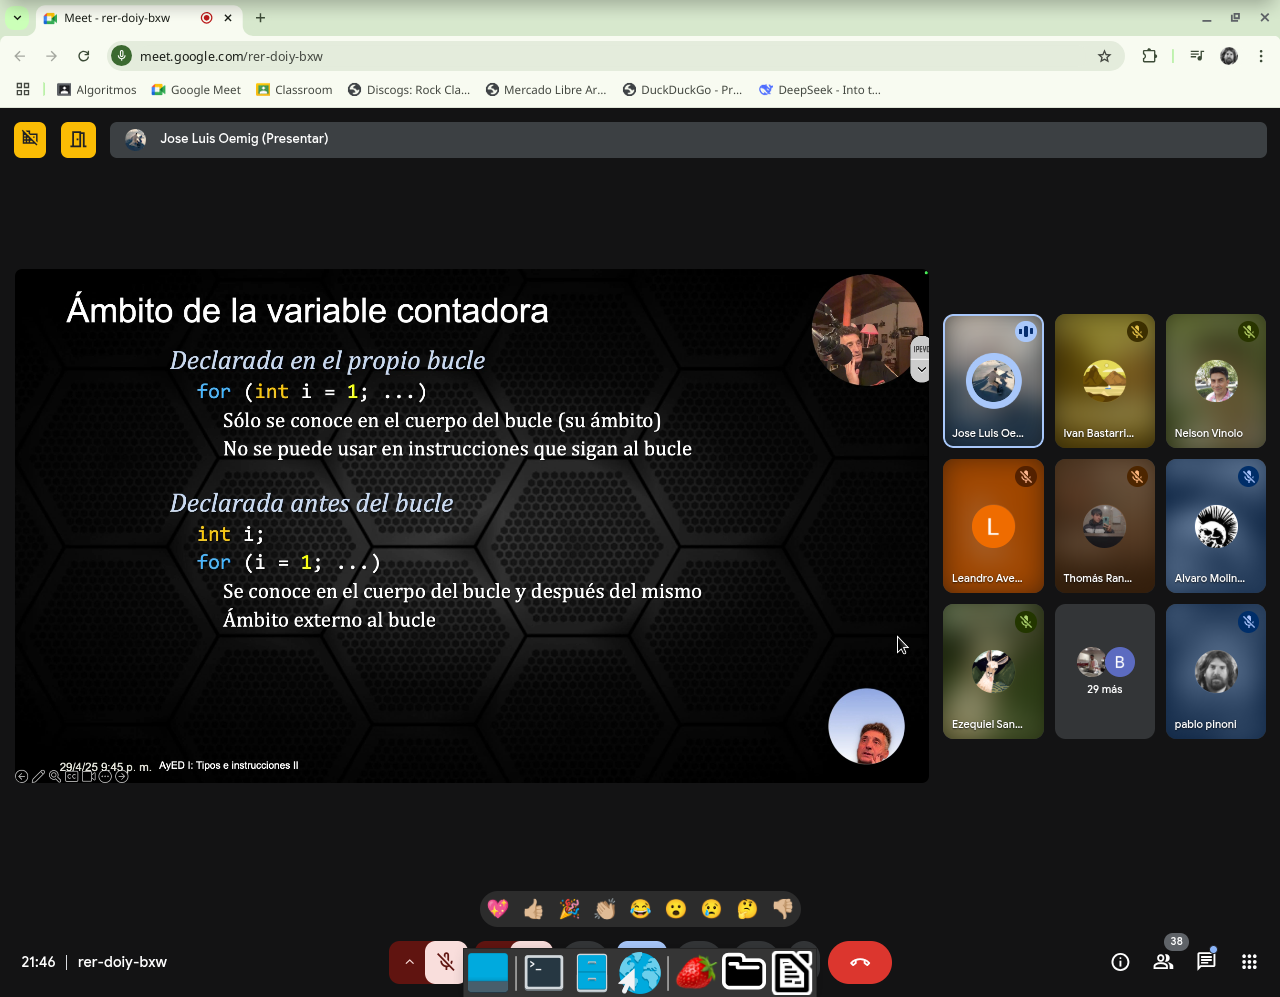 Meet - rer-doiy-bxw
meet.google.com/rer-doiy-bxw
Algoritmos
Google Meet
Classroom
Discogs: Rock Cla...
Mercado Libre Ar...
DuckDuckGo - Pr...
DeepSeek - Into t...
Jose Luis Oemig (Presentar)
Ámbito de la variable contadora
Declarada en el propio bucle
for (int i = 1; ...)
Sólo se conoce en el cuerpo del bucle (su ámbito)
No se puede usar en instrucciones que sigan al bucle
Declarada antes del bucle
int i;
for (i = 1; ...)
Se conoce en el cuerpo del bucle y después del mismo
Ámbito externo al bucle
29/4/25 9:45 p. m. AyED I: Tipos e instrucciones II
Jose Luis Oe...
Ivan Bastarri...
Nelson Vinolo
L
Leandro Ave...
Thomás Ran...
Alvaro Molin...
Ezequiel San...
B
29 más
pablo pinoni
21:46 | rer-doiy-bxw
38